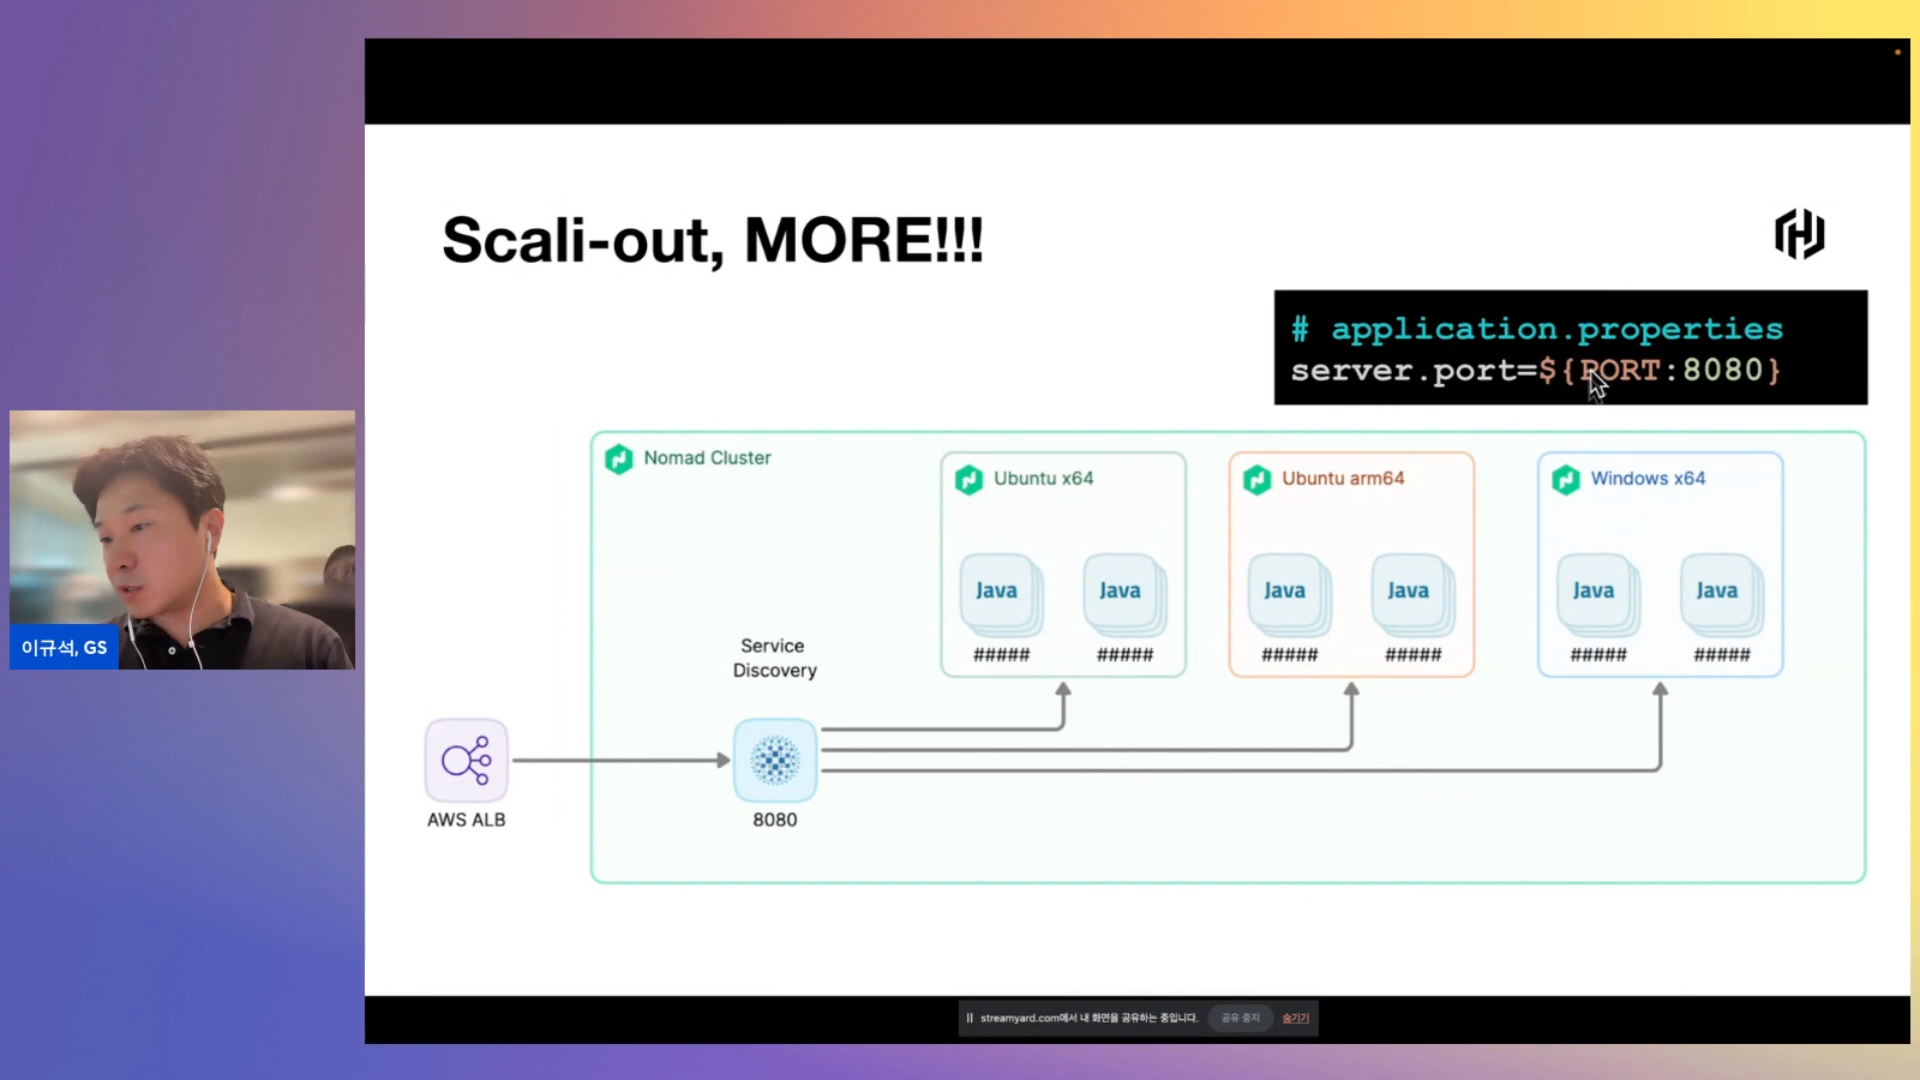 Scali-out, MORE!!!
# application.properties
server.port=${PORT:8080}
Nomad Cluster
Ubuntu x64
Ubuntu arm64
Windows x64
Java
Java
Java
Java
Java
Java
#####
#####
#####
#####
#####
#####
Service
Discovery
AWS ALB
8080
이규석, GS
streamyard.com에서 내 화면을 공유하는 중입니다.
공유 중지
숨기기